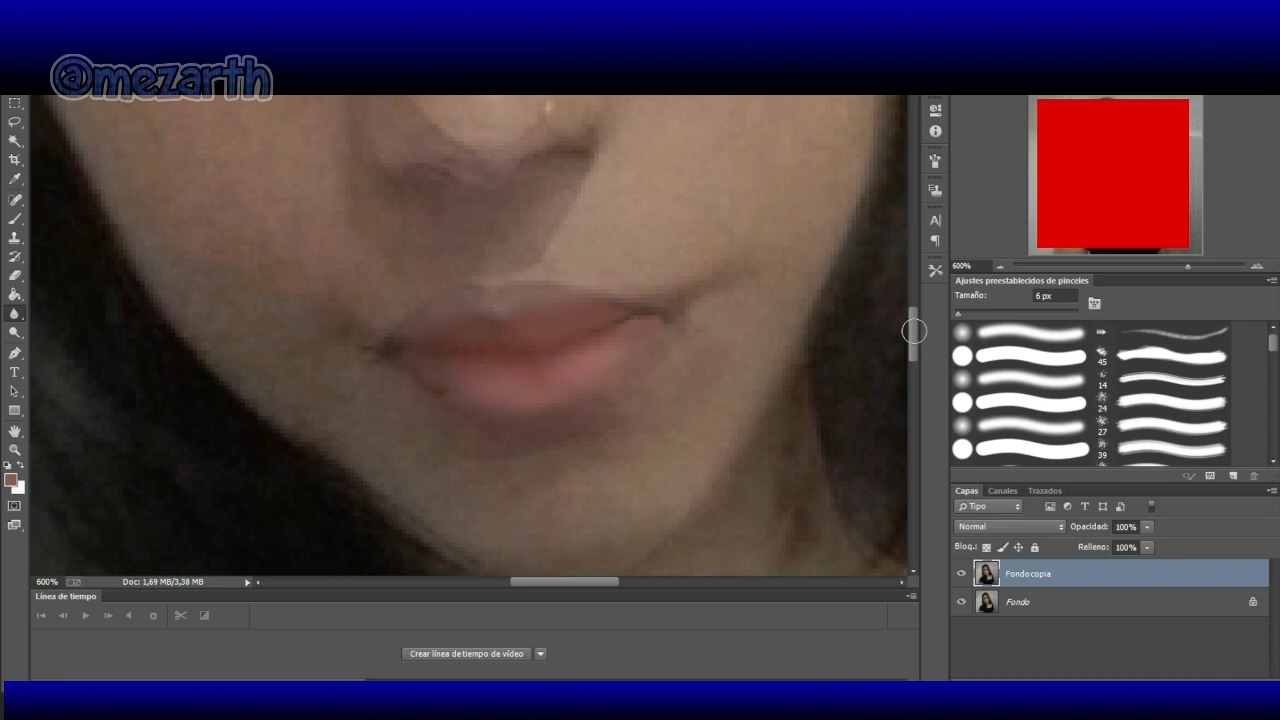 @mezarth
600%
Ajustes preestablecidos de pinceles
Tamaño: 6 px
45
14
24
27
39
Capas Canales Trazados
Tipo
Normal Opacidad: 100%
Bloq.: Relleno: 100%
Fondo copia
Fondo
600% Doc: 1,69 MB/3,38 MB
Línea de tiempo
Crear línea de tiempo de vídeo